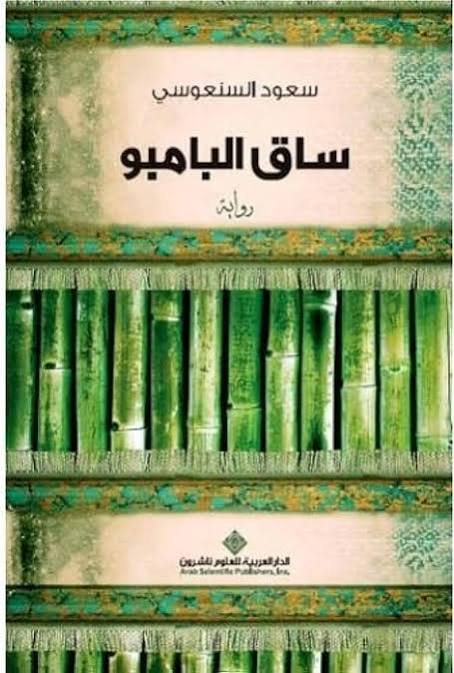 سعود السنعوسي
ساق البامبو
رواية
الدار العربية للعلوم ناشرون
Arab Scientific Publishers, Inc.